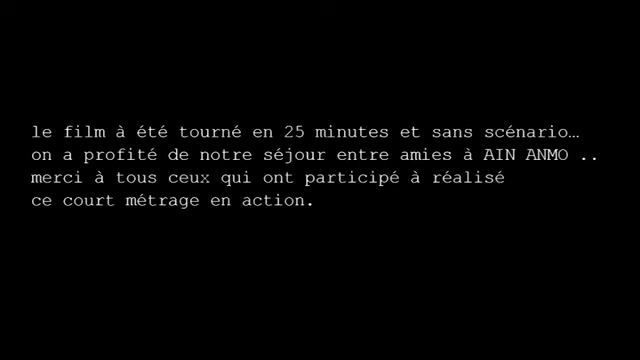 le film à été tourné en 25 minutes et sans scénario…
on a profité de notre séjour entre amies à AIN ANMO ..
merci à tous ceux qui ont participé à réalisé
ce court métrage en action.